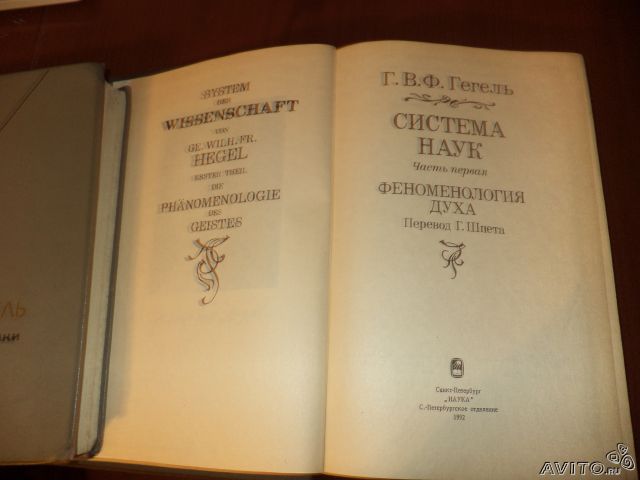 SYSTEM
DER
WISSENSCHAFT
VON
GE. WILH. FR.
HEGEL
ERSTER THEIL
DIE
PHÄNOMENOLOGIE
DES
GEISTES
Г. В. Ф. Гегель
СИСТЕМА
НАУК
Часть первая
ФЕНОМЕНОЛОГИЯ
ДУХА
Перевод Г. Шпета
Санкт-Петербург
„НАУКА"
С.-Петербургское отделение
1992
AVITO.RU